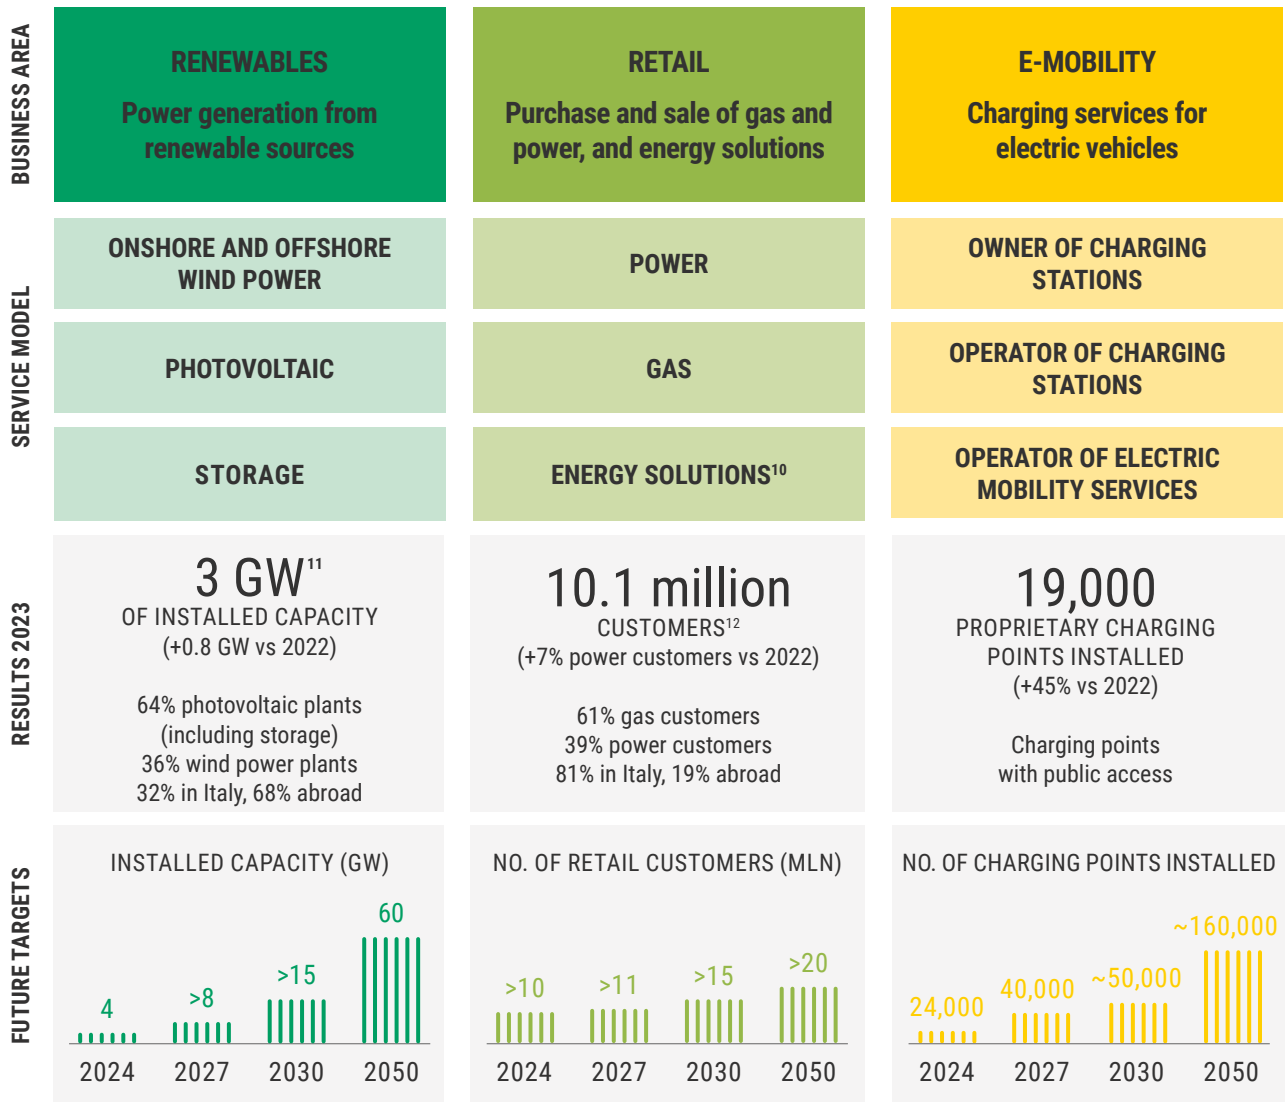 BUSINESS AREA
RENEWABLES
Power generation from
renewable sources
RETAIL
Purchase and sale of gas and
power, and energy solutions
E-MOBILITY
Charging services for
electric vehicles
SERVICE MODEL
ONSHORE AND OFFSHORE
WIND POWER
POWER
OWNER OF CHARGING
STATIONS
PHOTOVOLTAIC
GAS
OPERATOR OF CHARGING
STATIONS
STORAGE
ENERGY SOLUTIONS¹⁰
OPERATOR OF ELECTRIC
MOBILITY SERVICES
RESULTS 2023
3 GW¹¹
OF INSTALLED CAPACITY
(+0.8 GW vs 2022)
64% photovoltaic plants
(including storage)
36% wind power plants
32% in Italy, 68% abroad
10.1 million
CUSTOMERS¹²
(+7% power customers vs 2022)
61% gas customers
39% power customers
81% in Italy, 19% abroad
19,000
PROPRIETARY CHARGING
POINTS INSTALLED
(+45% vs 2022)
Charging points
with public access
FUTURE TARGETS
INSTALLED CAPACITY (GW)
4
>8
>15
60
2024 2027 2030 2050
NO. OF RETAIL CUSTOMERS (MLN)
>10
>11
>15
>20
2024 2027 2030 2050
NO. OF CHARGING POINTS INSTALLED
24,000
40,000
~50,000
~160,000
2024 2027 2030 2050